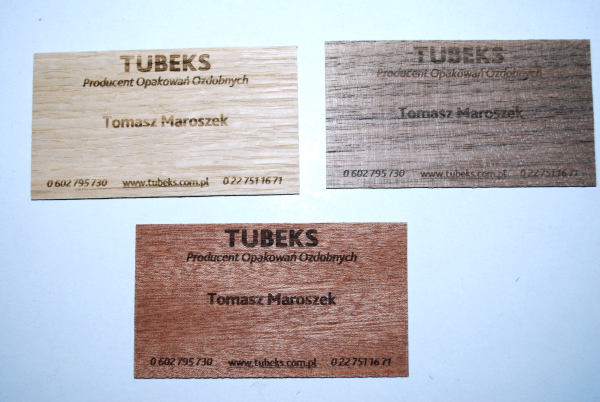 TUBEKS
Producent Opakowań Ozdobnych
Tomasz Maroszek
0 602 795 730 www.tubeks.com.pl 0 22 751 16 71
TUBEKS
Producent Opakowań Ozdobnych
Tomasz Maroszek
0 602 795 730 www.tubeks.com.pl 0 22 751 16 71
TUBEKS
Producent Opakowań Ozdobnych
Tomasz Maroszek
0 602 795 730 www.tubeks.com.pl 0 22 751 16 71